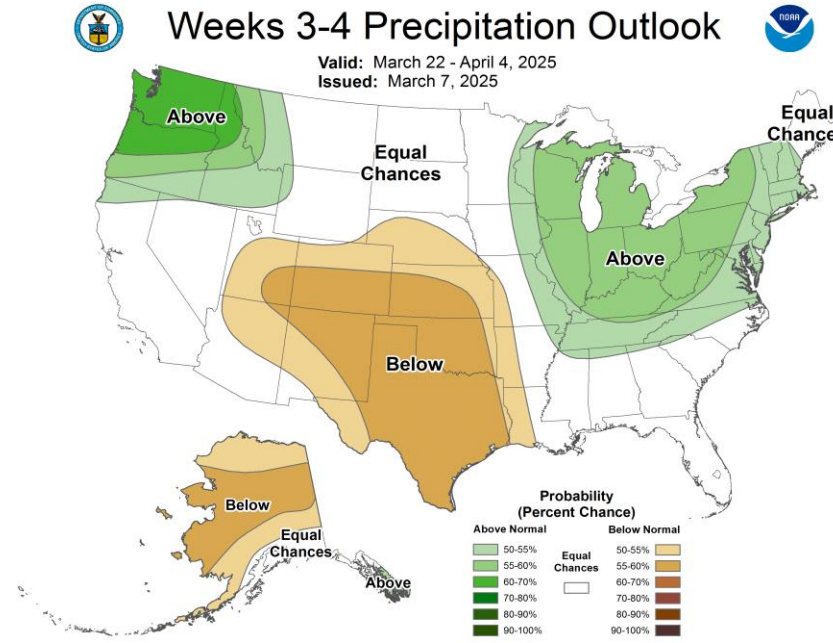 Weeks 3-4 Precipitation Outlook
Valid: March 22 - April 4, 2025
Issued: March 7, 2025
NOAA
Above
Equal
Chances
Equal
Chances
Above
Below
Below
Equal
Chances
Above
Probability
(Percent Chance)
Above Normal
Below Normal
50-55%
55-60%
60-70%
70-80%
80-90%
90-100%
Equal
Chances
50-55%
55-60%
60-70%
70-80%
80-90%
90-100%